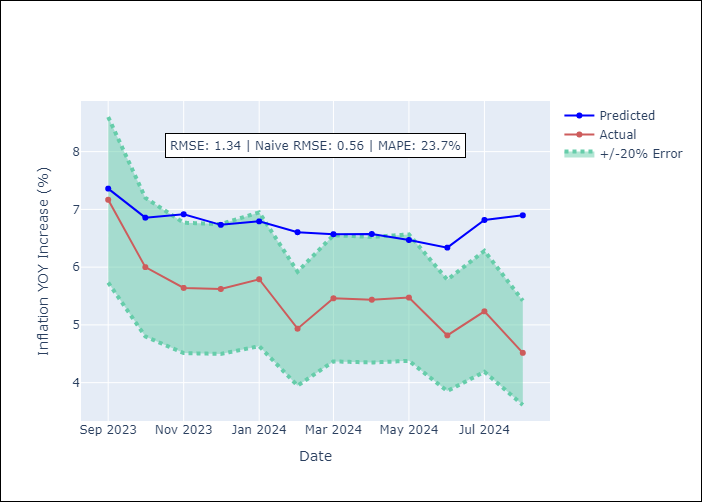 RMSE: 1.34 | Naive RMSE: 0.56 | MAPE: 23.7%
Predicted
Actual
+/-20% Error
Inflation YOY Increase (%)
8
7
6
5
4
Sep 2023
Nov 2023
Jan 2024
Mar 2024
May 2024
Jul 2024
Date